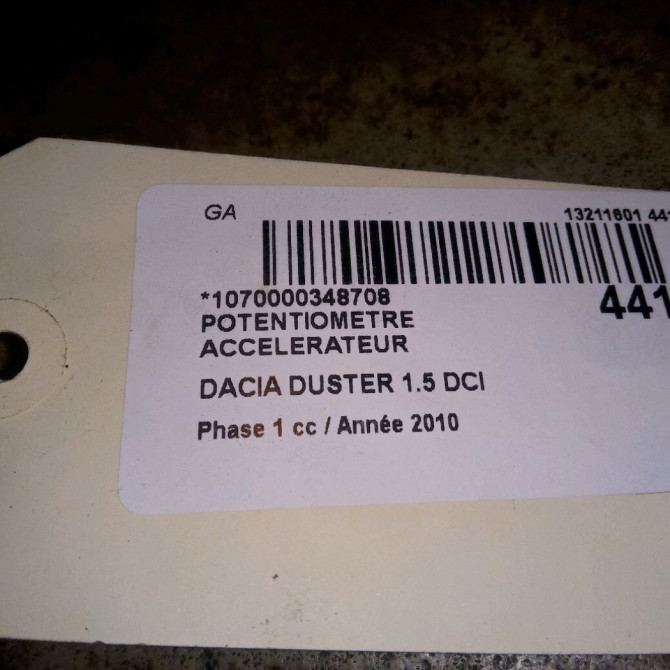 GA
13211601 441
*1070000348708
441
POTENTIOMETRE
ACCELERATEUR
DACIA DUSTER 1.5 DCI
Phase 1 cc / Année 2010